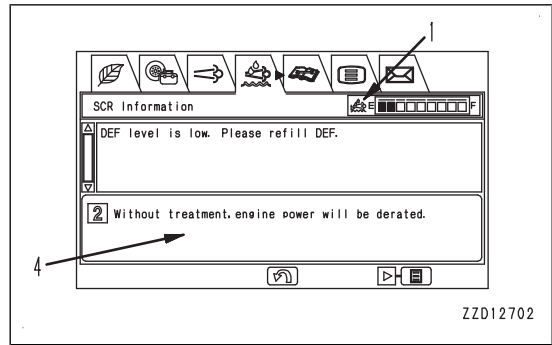 1
SCR Information
E F
DEF level is low. Please refill DEF.
2 Without treatment, engine power will be derated.
4
ZZD12702